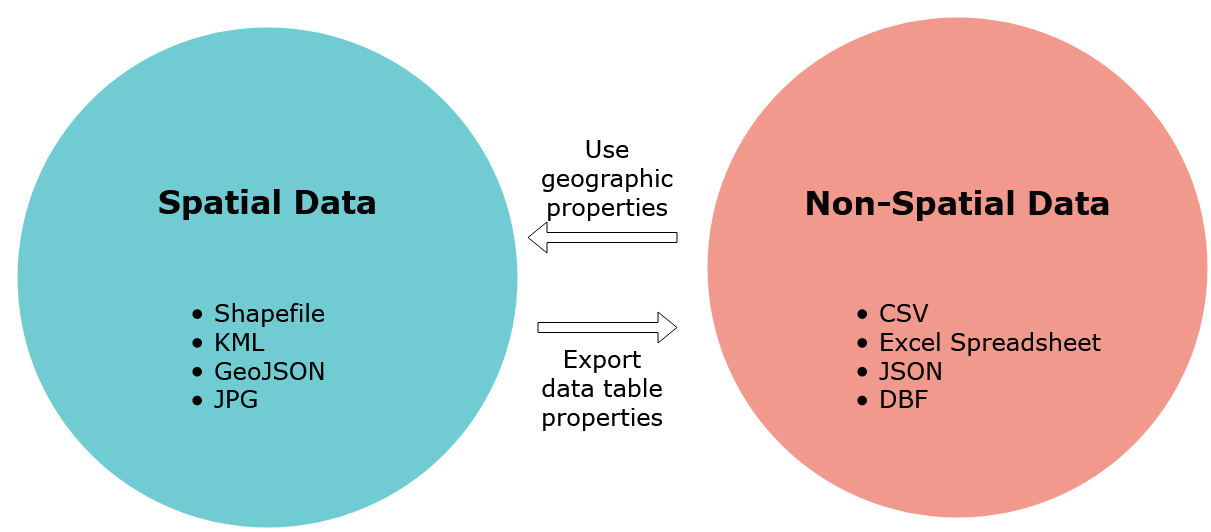 Spatial Data
• Shapefile
• KML
• GeoJSON
• JPG
Use
geographic
properties
Export
data table
properties
Non-Spatial Data
• CSV
• Excel Spreadsheet
• JSON
• DBF